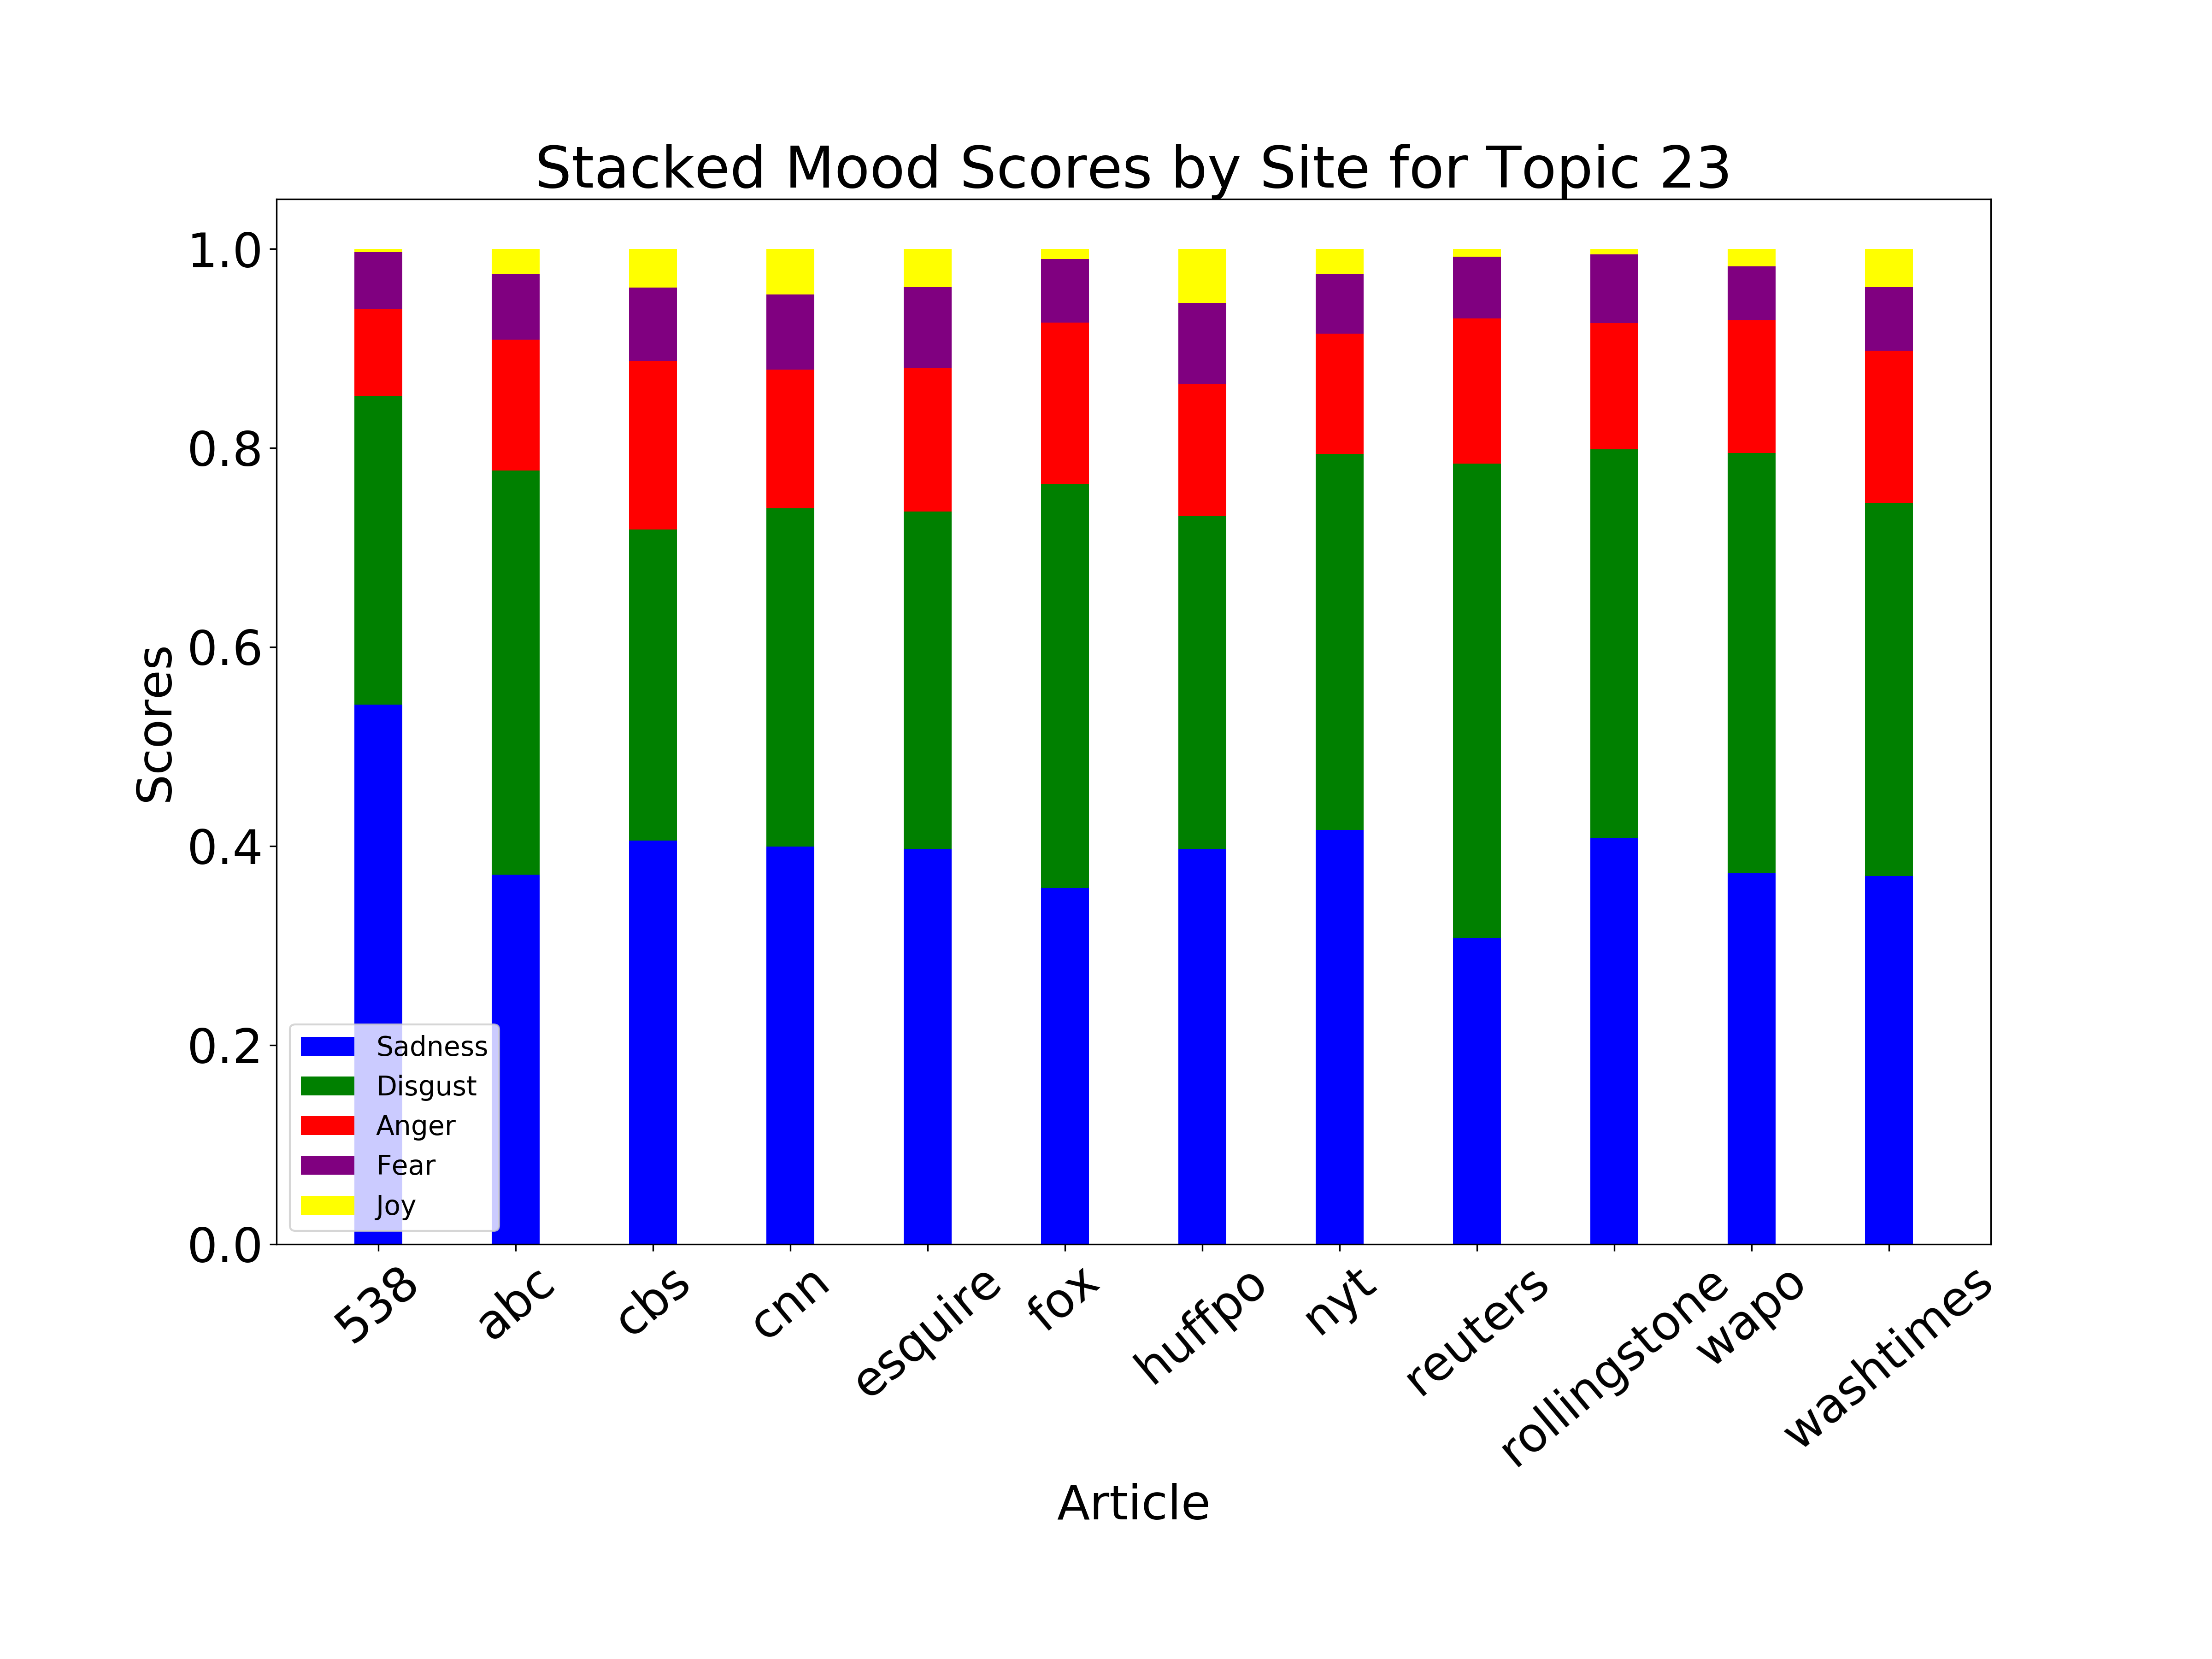 Stacked Mood Scores by Site for Topic 23
1.0
0.8
0.6
0.4
0.2
0.0
Scores
Sadness
Disgust
Anger
Fear
Joy
538
abc
cbs
cnn
esquire
fox
huffpo
nyt
reuters
rollingstone
wapo
washtimes
Article